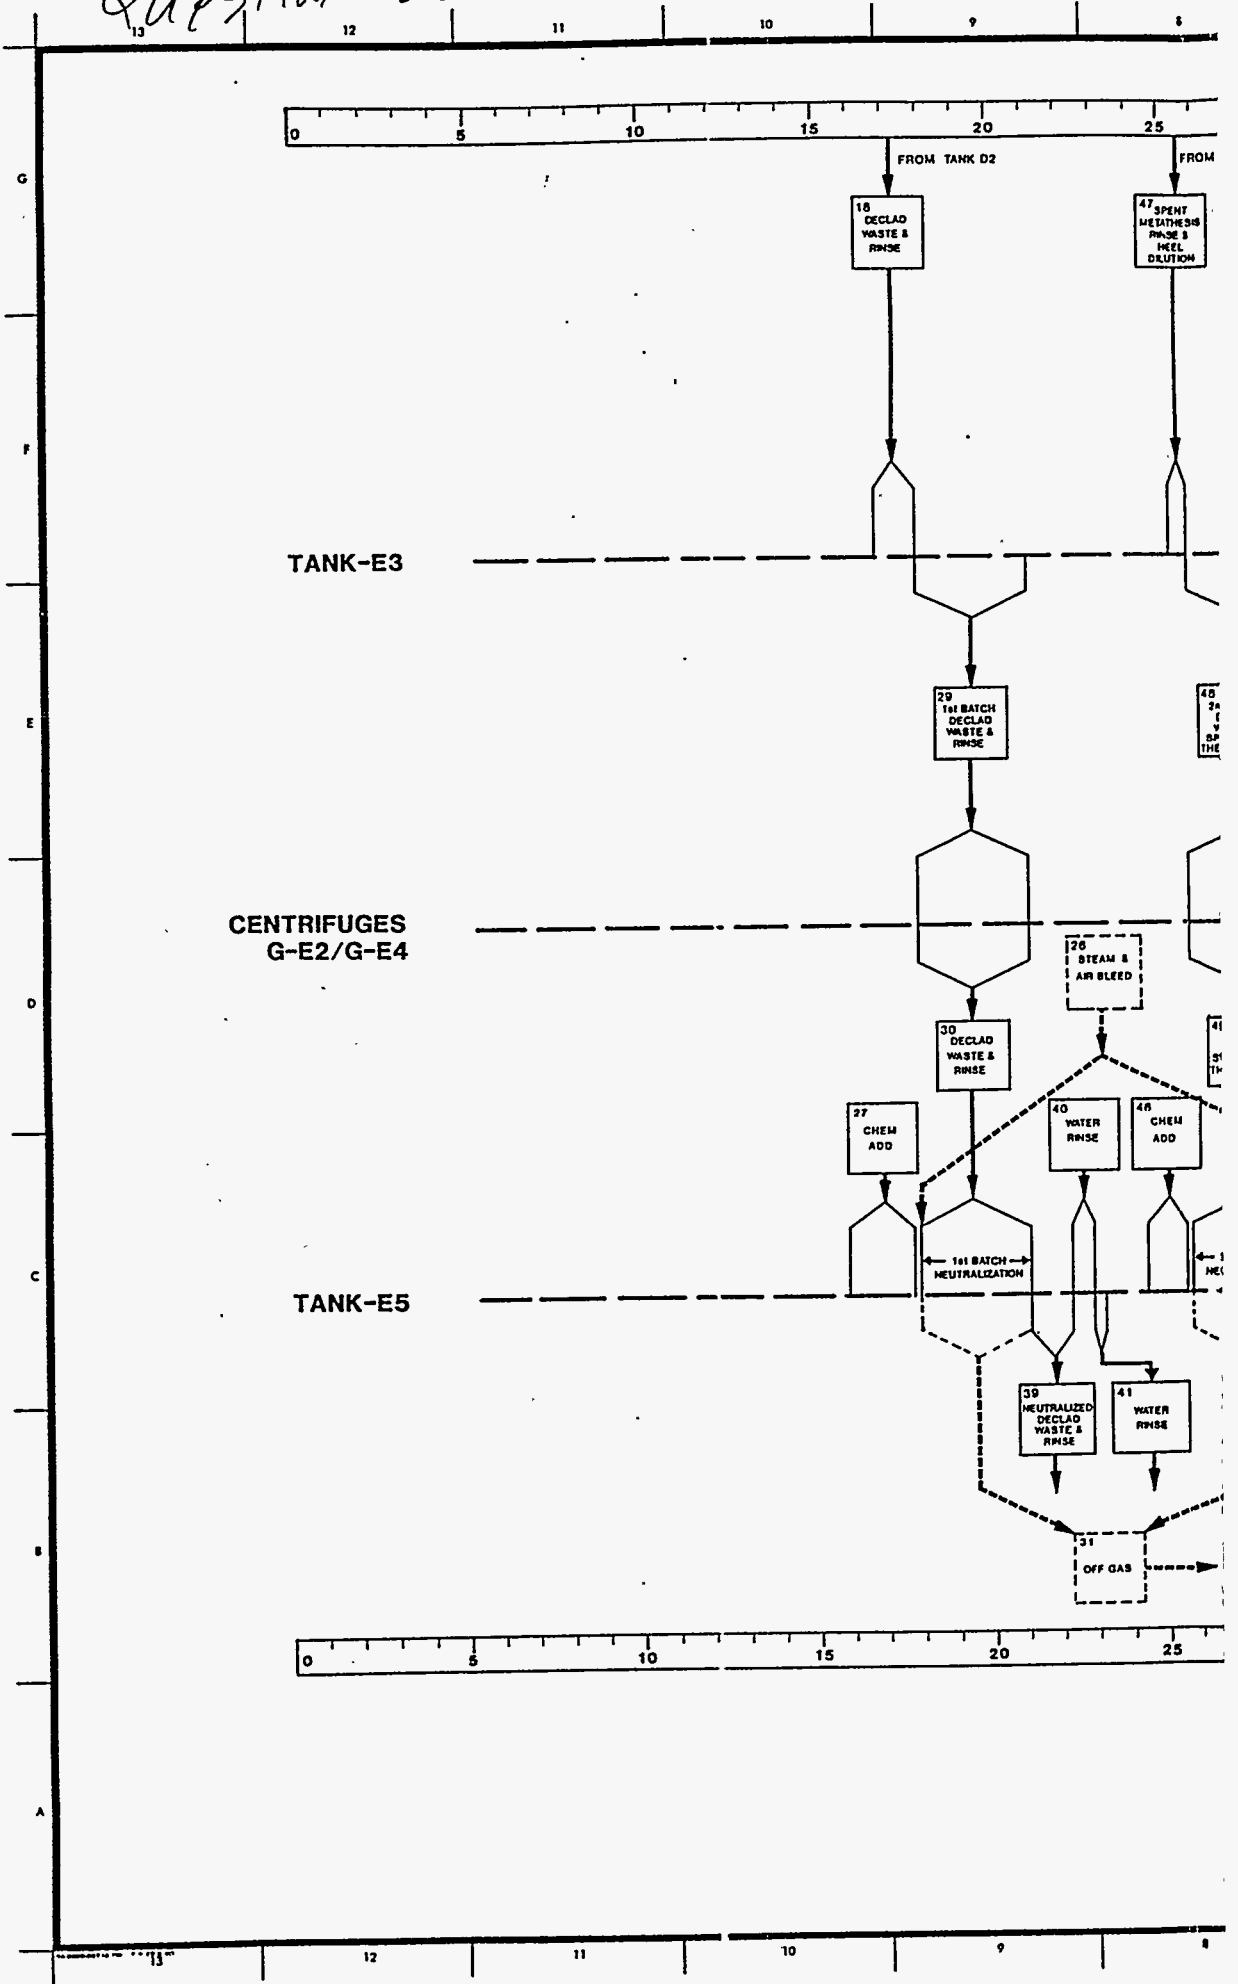 13 12 11 10 9 8
0 5 10 15 20 25
FROM TANK D2
FROM
G
18
DECLAD
WASTE &
RINSE
47
SPENT
METATHESIS
RINSE &
HEEL
DILUTION
F
TANK-E3
E
29
1st BATCH
DECLAD
WASTE &
RINSE
48
THE
CENTRIFUGES
G-E2/G-E4
26
STEAM &
AIR BLEED
D
30
DECLAD
WASTE &
RINSE
27
CHEM
ADD
40
WATER
RINSE
46
CHEM
ADD
C
1st BATCH
NEUTRALIZATION
TANK-E5
39
NEUTRALIZED
DECLAD
WASTE &
RINSE
41
WATER
RINSE
B
31
OFF GAS
0 5 10 15 20 25
A
13 12 11 10 9 8